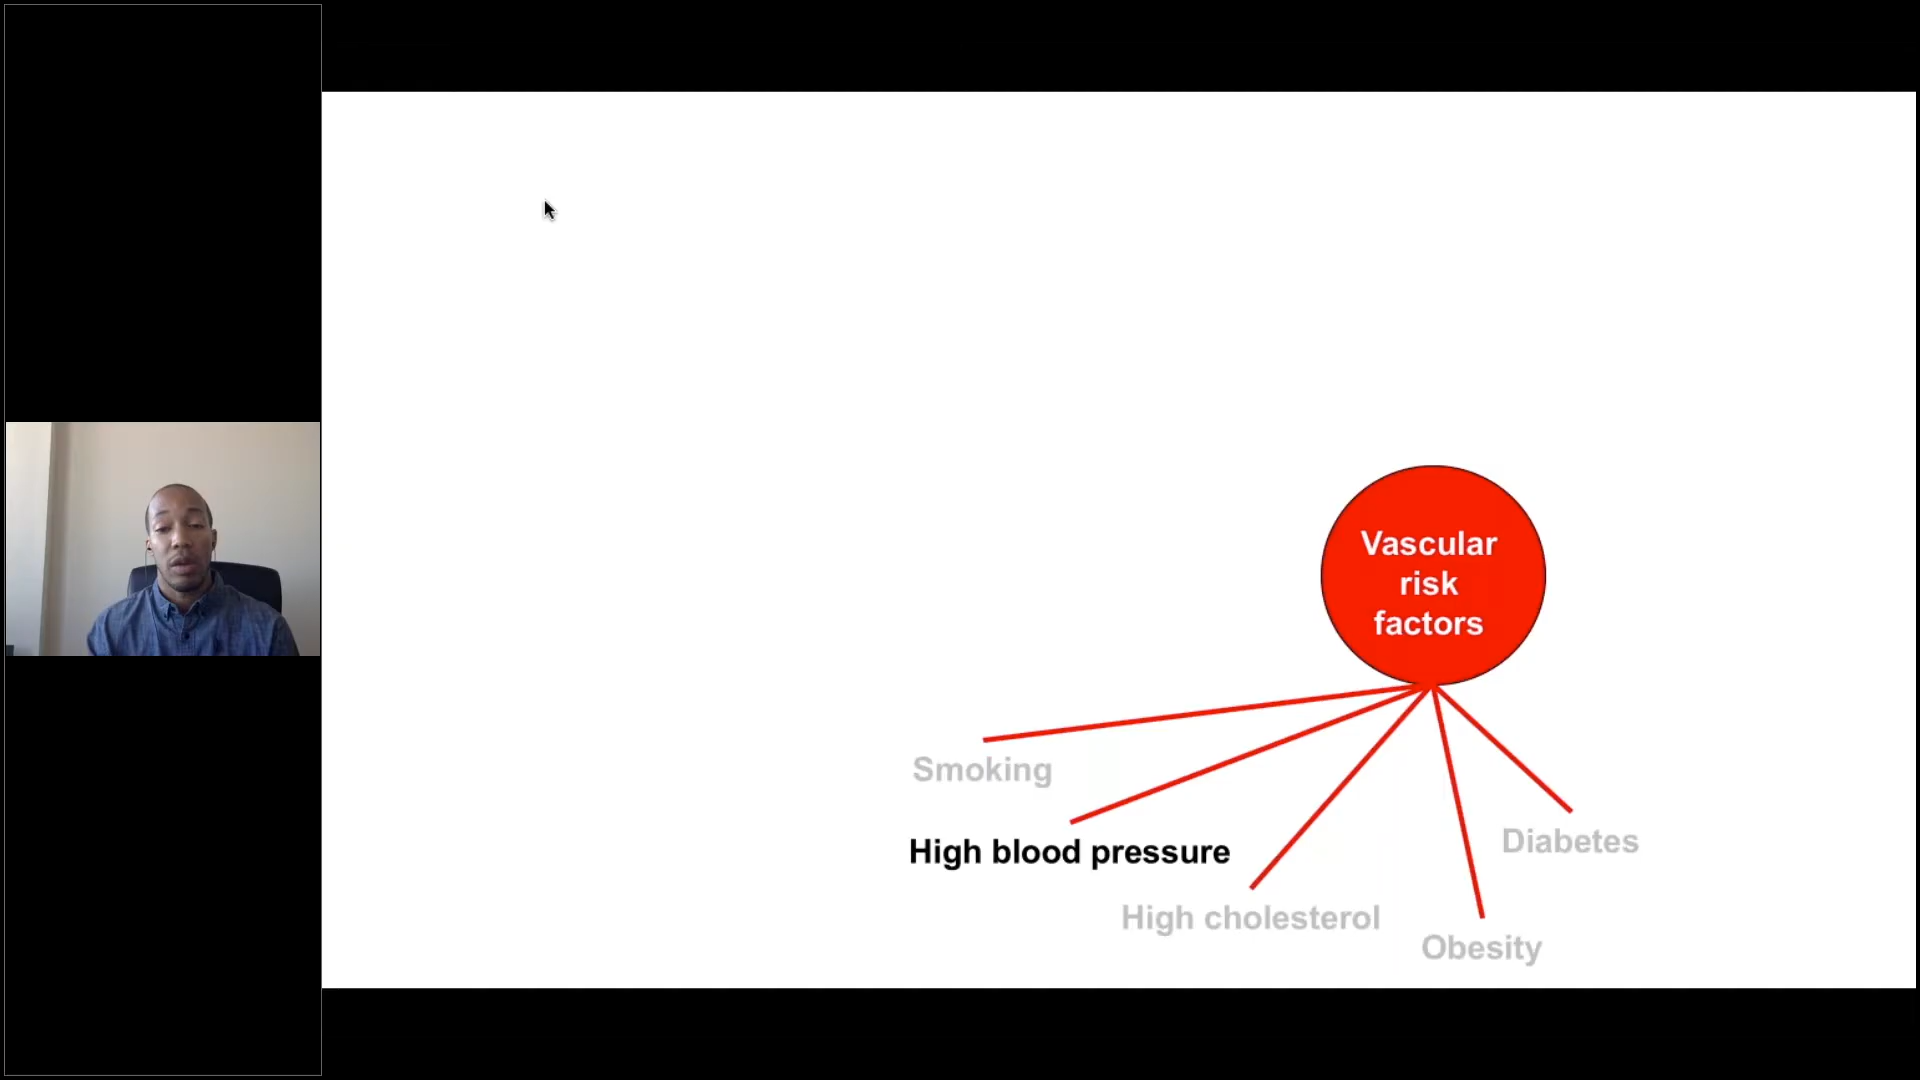 Vascular
risk
factors
Smoking
High blood pressure
High cholesterol
Obesity
Diabetes